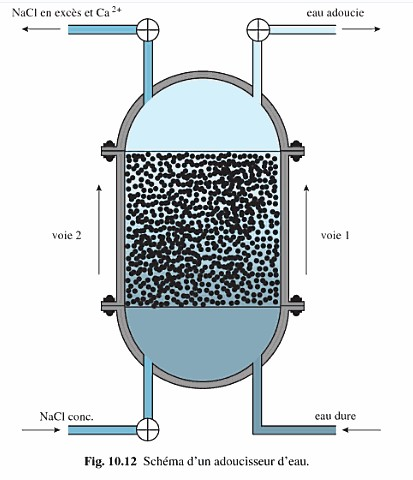 NaCl en excès et Ca 2+
eau adoucie
voie 2
voie 1
NaCl conc.
eau dure
Fig. 10.12 Schéma d'un adoucisseur d'eau.